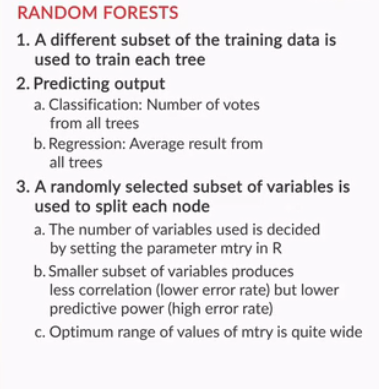 RANDOM FORESTS
1. A different subset of the training data is
used to train each tree
2. Predicting output
a. Classification: Number of votes
from all trees
b. Regression: Average result from
all trees
3. A randomly selected subset of variables is
used to split each node
a. The number of variables used is decided
by setting the parameter mtry in R
b. Smaller subset of variables produces
less correlation (lower error rate) but lower
predictive power (high error rate)
c. Optimum range of values of mtry is quite wide